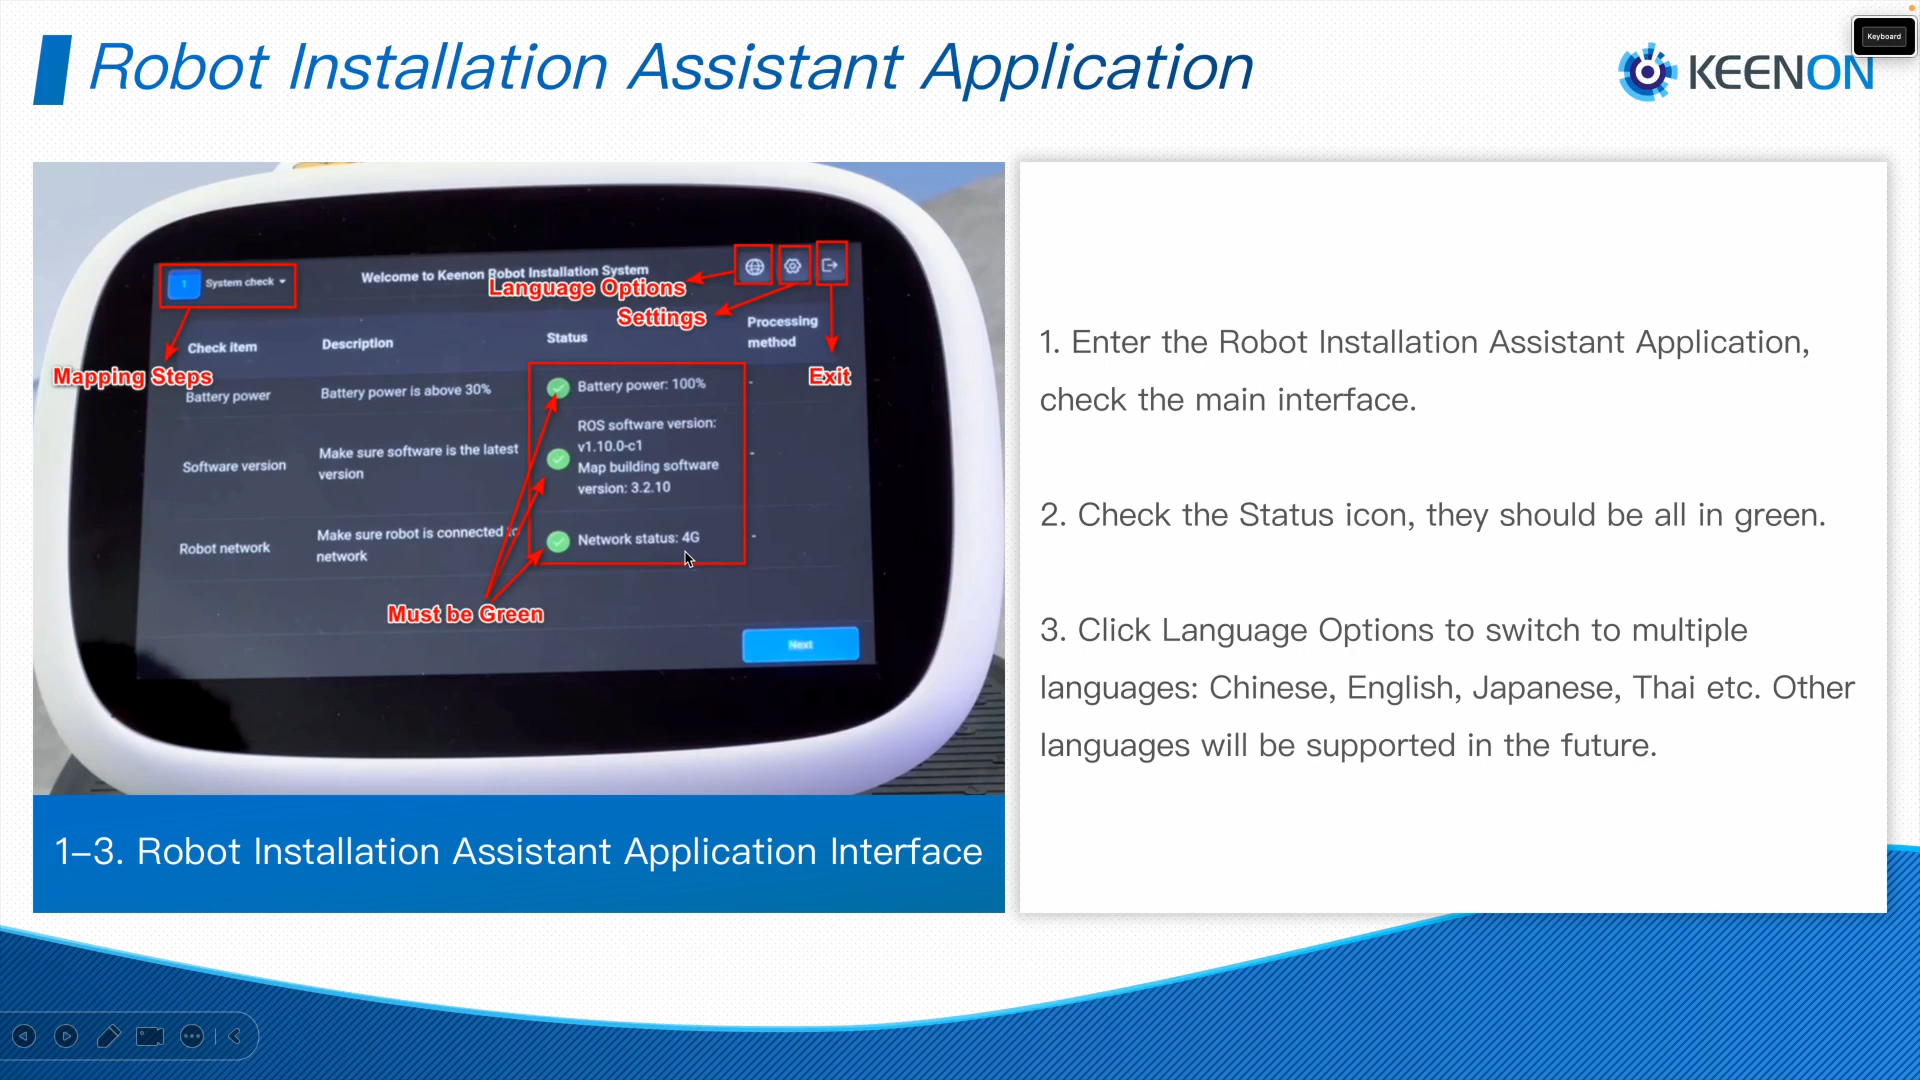 Robot Installation Assistant Application
Keyboard
KEENON
1 System check
Welcome to Keenon Robot Installation System
Language Options
Settings
Check item
Description
Status
Processing
method
Mapping Steps
Exit
Battery power
Battery power is above 30%
Battery power: 100%
-
Software version
Make sure software is the latest
version
ROS software version:
v1.10.0-c1
Map building software
version: 3.2.10
-
Robot network
Make sure robot is connected to
network
Network status: 4G
-
Must be Green
Next
1-3. Robot Installation Assistant Application Interface
1. Enter the Robot Installation Assistant Application,
check the main interface.
2. Check the Status icon, they should be all in green.
3. Click Language Options to switch to multiple
languages: Chinese, English, Japanese, Thai etc. Other
languages will be supported in the future.